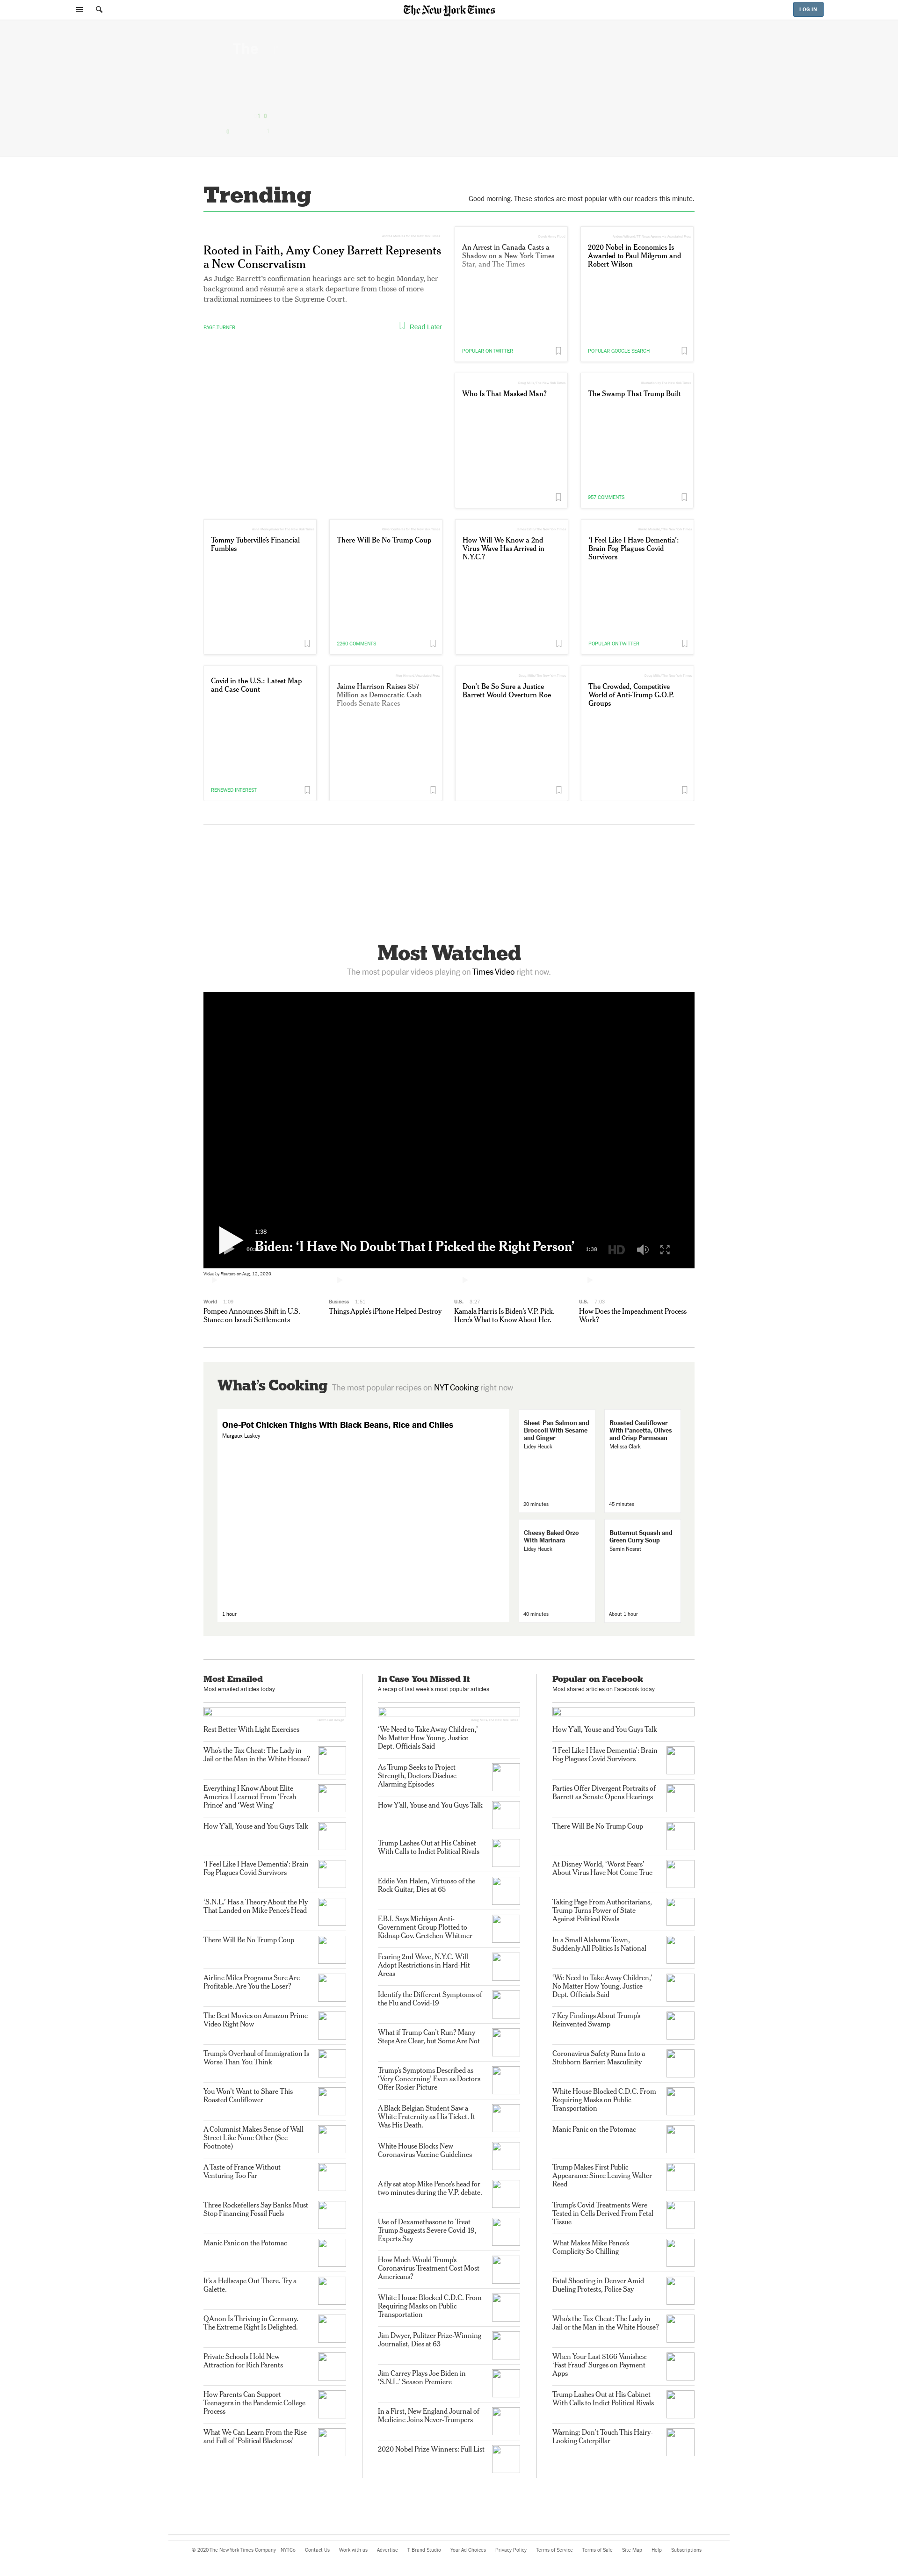 The New York Times
LOG IN
Trending
Good morning. These stories are most popular with our readers this minute.
Rooted in Faith, Amy Coney Barrett Represents
a New Conservatism
As Judge Barrett's confirmation hearings are set to begin Monday, her
background and résumé are a stark departure from those of more
traditional nominees to the Supreme Court.
PAGE TURNER
Read Later
An Arrest in Canada Casts a
Shadow on a New York Times
Star, and The Times
POPULAR ON TWITTER
2020 Nobel in Economics Is
Awarded to Paul Milgrom and
Robert Wilson
POPULAR GOOGLE SEARCH
Who Is That Masked Man?
The Swamp That Trump Built
957 COMMENTS
Tommy Tuberville's Financial
Fumbles
There Will Be No Trump Coup
2260 COMMENTS
How Will We Know a 2nd
Virus Wave Has Arrived in
N.Y.C.?
'I Feel Like I Have Dementia':
Brain Fog Plagues Covid
Survivors
POPULAR ON TWITTER
Covid in the U.S.: Latest Map
and Case Count
RENEWED INTEREST
Jaime Harrison Raises $57
Million as Democratic Cash
Floods Senate Races
Don't Be So Sure a Justice
Barrett Would Overturn Roe
The Crowded, Competitive
World of Anti-Trump G.O.P.
Groups
Most Watched
The most popular videos playing on Times Video right now.
1:38
Biden: 'I Have No Doubt That I Picked the Right Person'
1:38
HD
Video by Reuters on Aug. 12, 2020.
World 1:09
Pompeo Announces Shift in U.S.
Stance on Israeli Settlements
Business 1:51
Things Apple's iPhone Helped Destroy
U.S. 3:27
Kamala Harris Is Biden's V.P. Pick.
Here's What to Know About Her.
U.S. 7:02
How Does the Impeachment Process
Work?
What's Cooking The most popular recipes on NYT Cooking right now
One-Pot Chicken Thighs With Black Beans, Rice and Chiles
Margaux Laskey
1 hour
Sheet-Pan Salmon and
Broccoli With Sesame
and Ginger
Lidey Heuck
20 minutes
Roasted Cauliflower
With Pancetta, Olives
and Crisp Parmesan
Melissa Clark
45 minutes
Cheesy Baked Orzo
With Marinara
Lidey Heuck
40 minutes
Butternut Squash and
Green Curry Soup
Samin Nosrat
About 1 hour
Most Emailed
Most emailed articles today
Rest Better With Light Exercises
Who's the Tax Cheat: The Lady in
Jail or the Man in the White House?
Everything I Know About Elite
America I Learned From 'Fresh
Prince' and 'West Wing'
How Y'all, Youse and You Guys Talk
'I Feel Like I Have Dementia': Brain
Fog Plagues Covid Survivors
'S.N.L.' Has a Theory About the Fly
That Landed on Mike Pence's Head
There Will Be No Trump Coup
Airline Miles Programs Sure Are
Profitable. Are You the Loser?
The Best Movies on Amazon Prime
Video Right Now
Trump's Overhaul of Immigration Is
Worse Than You Think
You Won't Want to Share This
Roasted Cauliflower
A Columnist Makes Sense of Wall
Street Like None Other (See
Footnote)
A Taste of France Without
Venturing Too Far
Three Rockefellers Say Banks Must
Stop Financing Fossil Fuels
Manic Panic on the Potomac
It's a Hellscape Out There. Try a
Galette.
QAnon Is Thriving in Germany.
The Extreme Right Is Delighted.
Private Schools Hold New
Attraction for Rich Parents
How Parents Can Support
Teenagers in the Pandemic College
Process
What We Can Learn From the Rise
and Fall of 'Political Blackness'
In Case You Missed It
A recap of last week's most popular articles
'We Need to Take Away Children,'
No Matter How Young, Justice
Dept. Officials Said
As Trump Seeks to Project
Strength, Doctors Disclose
Alarming Episodes
How Y'all, Youse and You Guys Talk
Trump Lashes Out at His Cabinet
With Calls to Indict Political Rivals
Eddie Van Halen, Virtuoso of the
Rock Guitar, Dies at 65
F.B.I. Says Michigan Anti-
Government Group Plotted to
Kidnap Gov. Gretchen Whitmer
Fearing 2nd Wave, N.Y.C. Will
Adopt Restrictions in Hard-Hit
Areas
Identify the Different Symptoms of
the Flu and Covid-19
What if Trump Can't Run? Many
Steps Are Clear, but Some Are Not
Trump's Symptoms Described as
'Very Concerning' Even as Doctors
Offer Rosier Picture
A Black Belgian Student Saw a
White Fraternity as His Ticket. It
Was His Death.
White House Blocks New
Coronavirus Vaccine Guidelines
A fly sat atop Mike Pence's head for
two minutes during the V.P. debate.
Use of Dexamethasone to Treat
Trump Suggests Severe Covid-19,
Experts Say
How Much Would Trump's
Coronavirus Treatment Cost Most
Americans?
White House Blocked C.D.C. From
Requiring Masks on Public
Transportation
Jim Dwyer, Pulitzer Prize-Winning
Journalist, Dies at 63
Jim Carrey Plays Joe Biden in
'S.N.L.' Season Premiere
In a First, New England Journal of
Medicine Joins Never-Trumpers
2020 Nobel Prize Winners: Full List
Popular on Facebook
Most shared articles on Facebook today
How Y'all, Youse and You Guys Talk
'I Feel Like I Have Dementia': Brain
Fog Plagues Covid Survivors
Parties Offer Divergent Portraits of
Barrett as Senate Opens Hearings
There Will Be No Trump Coup
At Disney World, 'Worst Fears'
About Virus Have Not Come True
Taking Page From Authoritarians,
Trump Turns Power of State
Against Political Rivals
In a Small Alabama Town,
Suddenly All Politics Is National
'We Need to Take Away Children,'
No Matter How Young, Justice
Dept. Officials Said
7 Key Findings About Trump's
Reinvented Swamp
Coronavirus Safety Runs Into a
Stubborn Barrier: Masculinity
White House Blocked C.D.C. From
Requiring Masks on Public
Transportation
Manic Panic on the Potomac
Trump Makes First Public
Appearance Since Leaving Walter
Reed
Trump's Covid Treatments Were
Tested in Cells Derived From Fetal
Tissue
What Makes Mike Pence's
Complicity So Chilling
Fatal Shooting in Denver Amid
Dueling Protests, Police Say
Who's the Tax Cheat: The Lady in
Jail or the Man in the White House?
When Your Last $166 Vanishes:
'Fast Fraud' Surges on Payment
Apps
Trump Lashes Out at His Cabinet
With Calls to Indict Political Rivals
Warning: Don't Touch This Hairy-
Looking Caterpillar
© 2020 The New York Times Company NYTCo Contact Us Work with us Advertise T Brand Studio Your Ad Choices Privacy Policy Terms of Service Terms of Sale Site Map Help Subscriptions